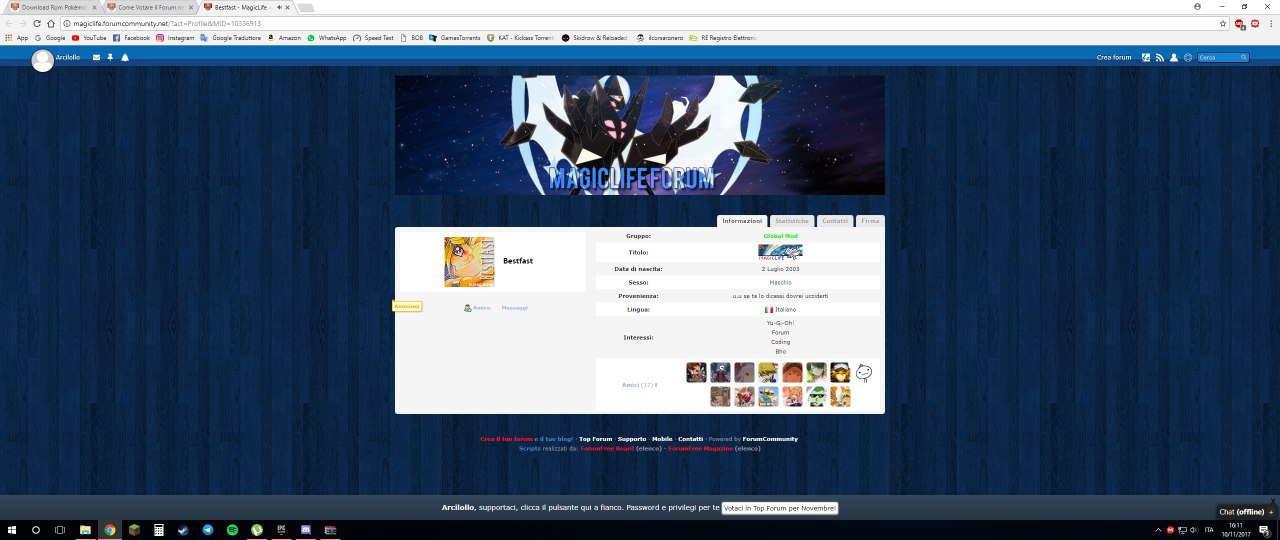 Download Rom Pokémo
Come Votare il Forum ne
Bestfast - MagicLife -
magiclife.forumcommunity.net/?act=Profile&MID=10336913
App
Google
YouTube
Facebook
Instagram
Google Traduttore
Amazon
WhatsApp
Speed Test
BOB
GamesTorrents
KAT - Kickass Torrent
Skidrow & Reloaded
ilcorsaronero
RE Registro Elettroni
Arcilollo
Crea forum
Cerca
MAGICLIFEFORUM
Informazioni
Statistiche
Contatti
Firma
Bestfast
Anonimo
Amico
Messaggi
Gruppo: Global Mod
Titolo:
MAGICLIFE
Data di nascita: 2 Luglio 2003
Sesso: Maschio
Provenienza: u.u se te lo dicessi dovrei ucciderti
Lingua: Italiano
Interessi: Yu-Gi-Oh!
Forum
Coding
Bho
Amici (17)
Crea il tuo forum e il tuo blog! · Top Forum · Supporto · Mobile · Contatti · Powered by ForumCommunity
Scripts realizzati da: ForumFree Board (elenco) - ForumFree Magazine (elenco)
Arcilollo, supportaci, clicca il pulsante qui a fianco. Password e privilegi per te Votaci in Top Forum per Novembre!
X
Chat (offline) +
ITA
16:11
10/11/2017